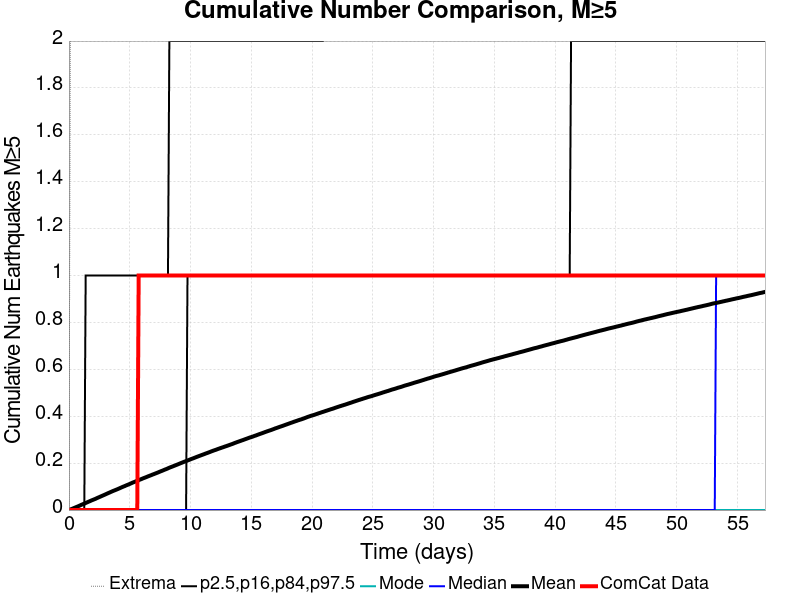 Cumulative Number Comparison, M≥5
Cumulative Num Earthquakes M≥5
2
1.8
1.6
1.4
1.2
1
0.8
0.6
0.4
0.2
0
0 5 10 15 20 25 30 35 40 45 50 55
Time (days)
Extrema p2.5,p16,p84,p97.5 Mode Median Mean ComCat Data